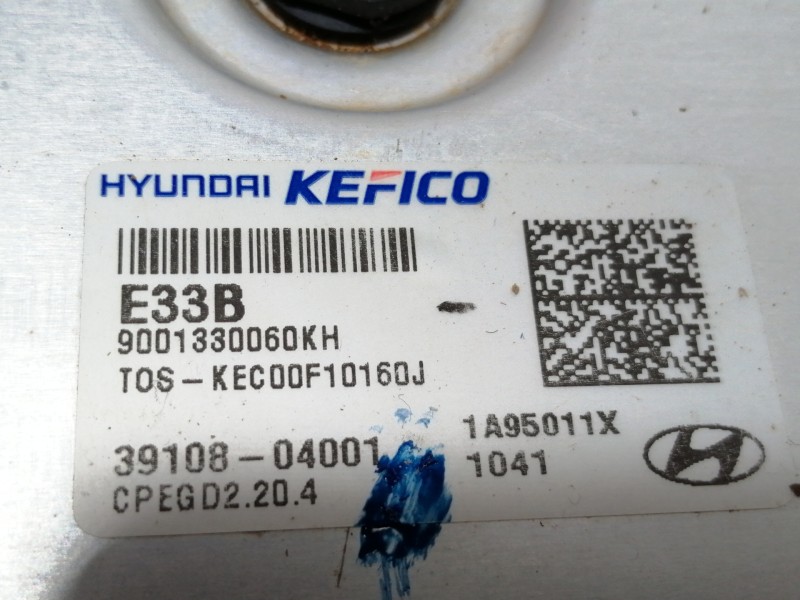 HYUNDAI KEFICO
E33B
9001330060KH
TOS-KEC00F10160J
39108-04001
CPEGD2.20.4
1A95011X
1041